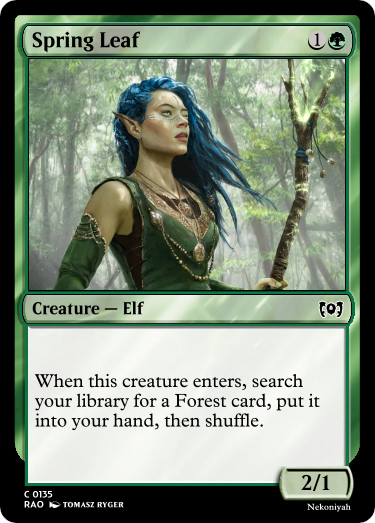 Spring Leaf 1
Creature — Elf
When this creature enters, search
your library for a Forest card, put it
into your hand, then shuffle.
2/1
C 0135
RAO TOMASZ RYGER
Nekoniyah